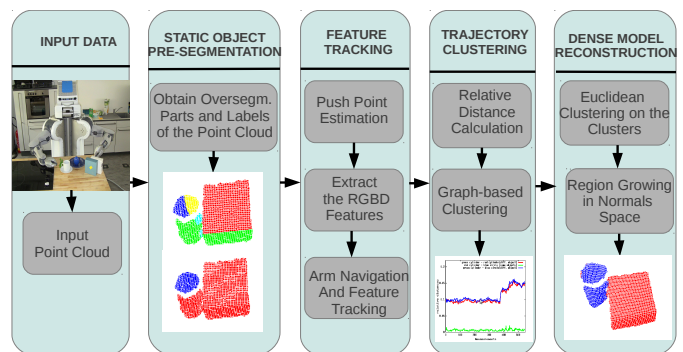 INPUT DATA
Input
Point Cloud
STATIC OBJECT
PRE-SEGMENTATION
Obtain Oversegm.
Parts and Labels
of the Point Cloud
FEATURE
TRACKING
Push Point
Estimation
Extract
the RGBD
Features
Arm Navigation
And Feature
Tracking
TRAJECTORY
CLUSTERING
Relative
Distance
Calculation
Graph-based
Clustering
DENSE MODEL
RECONSTRUCTION
Euclidean
Clustering on the
Clusters
Region Growing
in Normals
Space